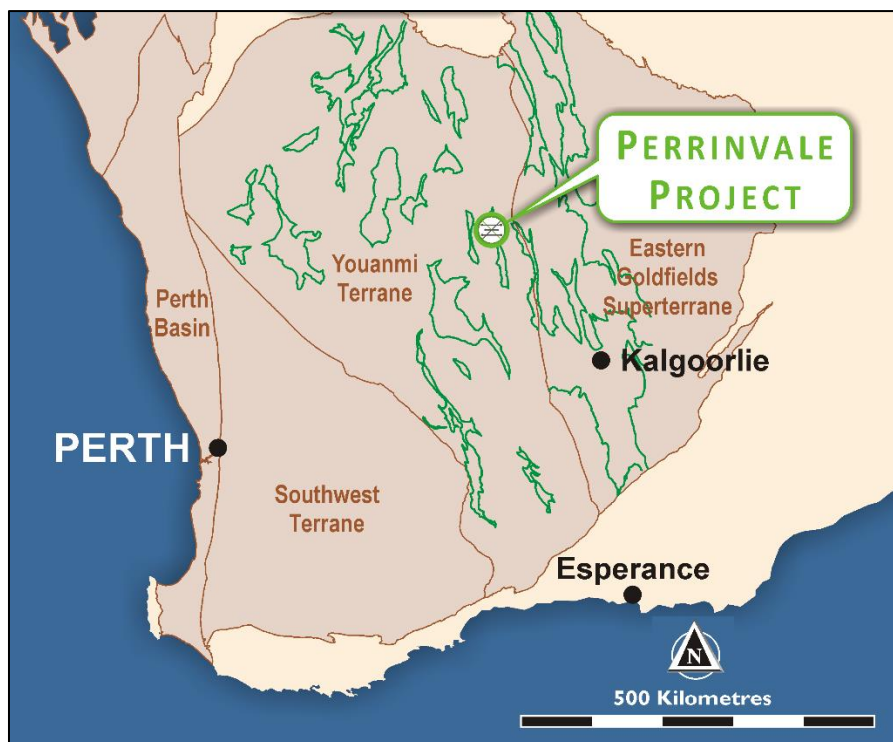 PERRINVALE
PROJECT
Eastern
Goldfields
Superterrane
Youanmi
Terrane
Perth
Basin
Kalgoorlie
PERTH
Southwest
Terrane
Esperance
N
500 Kilometres